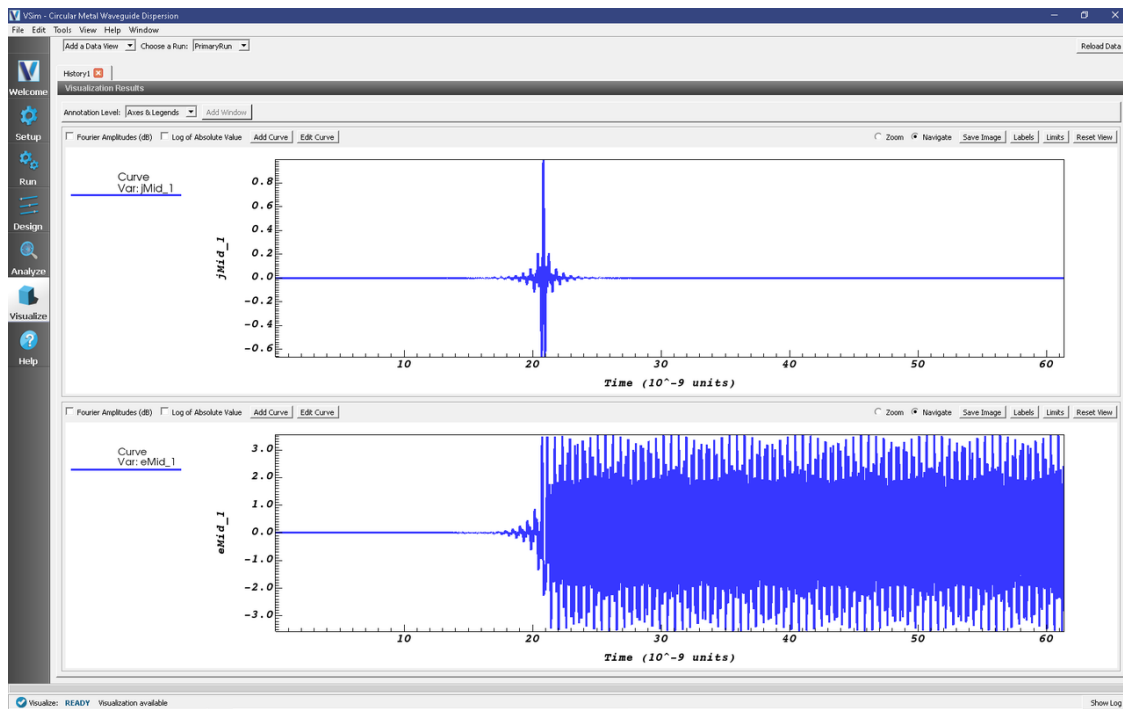 VSim - Circular Metal Waveguide Dispersion
File Edit Tools View Help Window
Add a Data View Choose a Run: PrimaryRun Reload Data
Welcome
Setup
Run
Design
Analyze
Visualize
Help
History1
Visualization Results
Annotation Level: Axes & Legends Add Window
Fourier Amplitudes (dB) Log of Absolute Value Add Curve Edit Curve Zoom Navigate Save Image Labels Limits Reset View
Curve
Var: jMid_1
jMid_1
0.8
0.6
0.4
0.2
0.0
-0.2
-0.4
-0.6
10 20 30 40 50 60
Time (10^-9 units)
Fourier Amplitudes (dB) Log of Absolute Value Add Curve Edit Curve Zoom Navigate Save Image Labels Limits Reset View
Curve
Var: eMid_1
eMid_1
3.0
2.0
1.0
0.0
-1.0
-2.0
-3.0
10 20 30 40 50 60
Time (10^-9 units)
Visualize: READY Visualization available Show Log